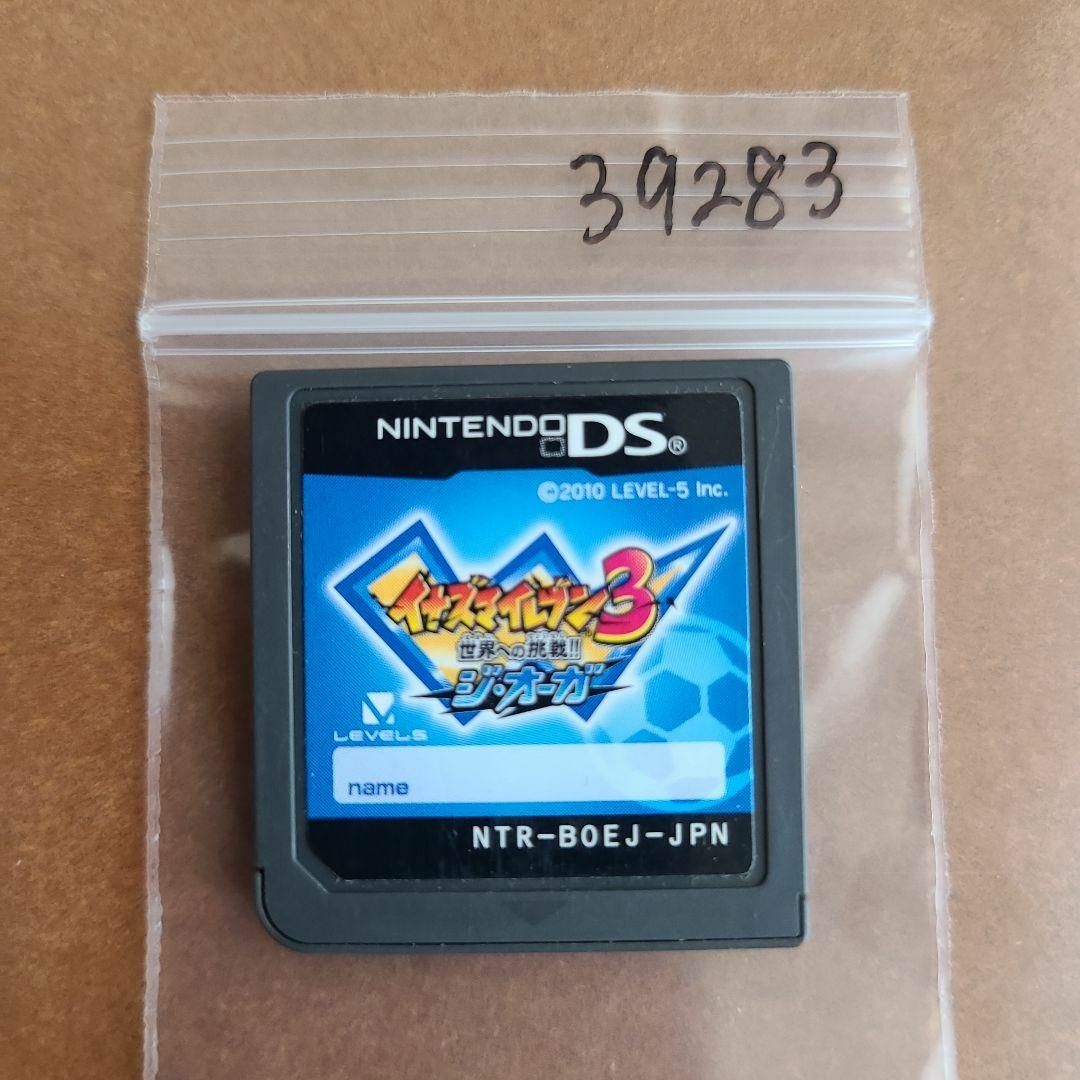 39283
NINTENDO DS®
©2010 LEVEL-5 Inc.
イナズマイレブン3
世界への挑戦!!
ジ・オーガ
LEVEL5
name
NTR-BOEJ-JPN